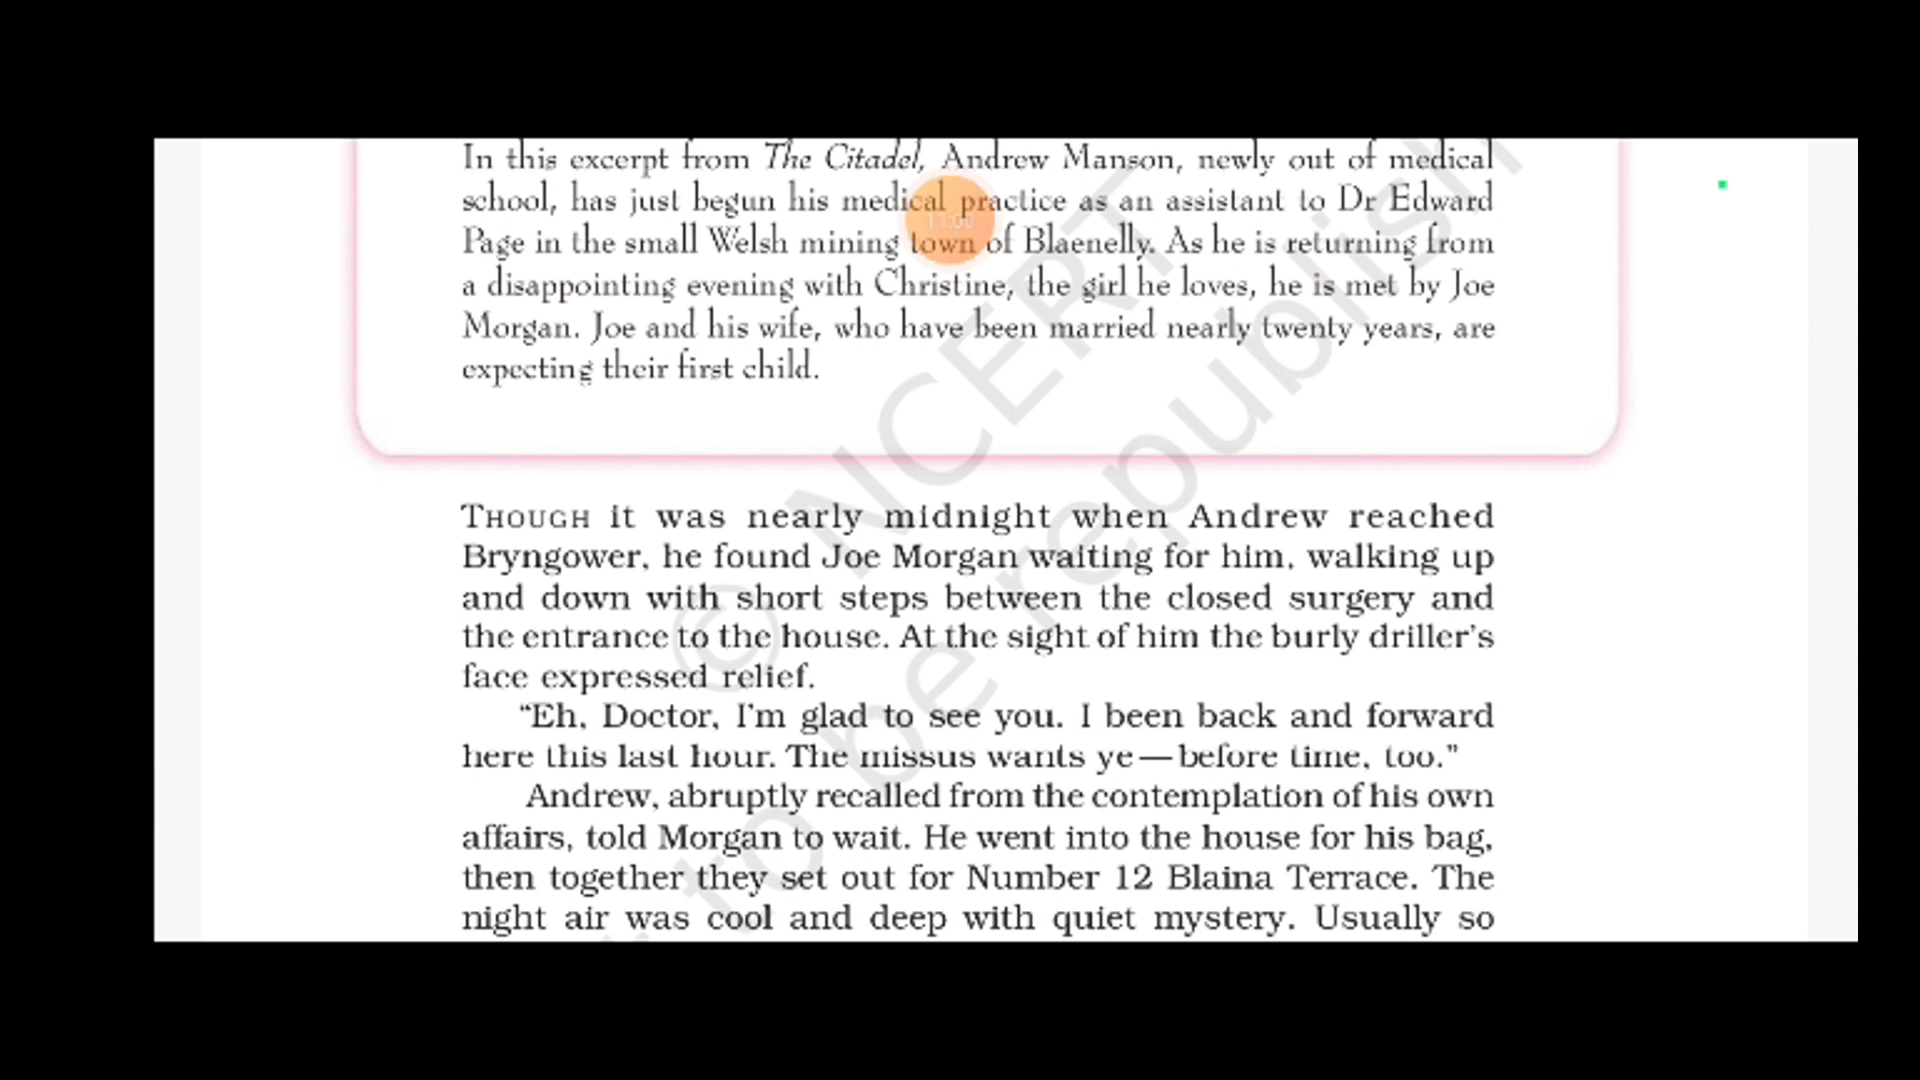 In this excerpt from The Citadel, Andrew Manson, newly out of medical
school, has just begun his medical practice as an assistant to Dr Edward
Page in the small Welsh mining town of Blaenelly. As he is returning from
a disappointing evening with Christine, the girl he loves, he is met by Joe
Morgan. Joe and his wife, who have been married nearly twenty years, are
expecting their first child.
THOUGH it was nearly midnight when Andrew reached
Bryngower, he found Joe Morgan waiting for him, walking up
and down with short steps between the closed surgery and
the entrance to the house. At the sight of him the burly driller's
face expressed relief.
“Eh, Doctor, I'm glad to see you. I been back and forward
here this last hour. The missus wants ye—before time, too.”
Andrew, abruptly recalled from the contemplation of his own
affairs, told Morgan to wait. He went into the house for his bag,
then together they set out for Number 12 Blaina Terrace. The
night air was cool and deep with quiet mystery. Usually so
© NCERT
to be republish